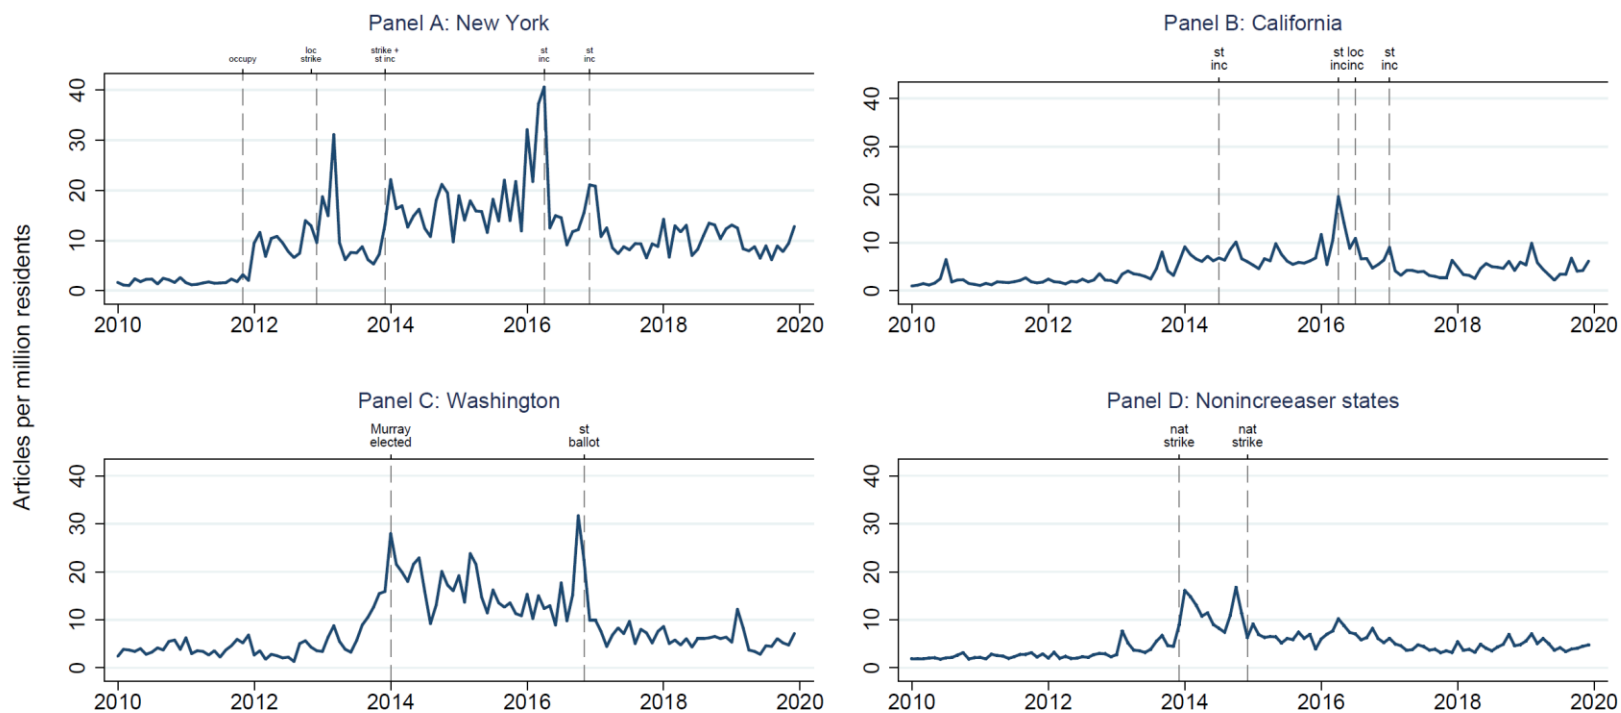 Articles per million residents
Panel A: New York
occupy
loc
strike
strike +
st inc
st
inc
st
inc
40
30
20
10
0
2010 2012 2014 2016 2018 2020
Panel B: California
st
inc
st loc
incinc
st
inc
40
30
20
10
0
2010 2012 2014 2016 2018 2020
Panel C: Washington
Murray
elected
st
ballot
40
30
20
10
0
2010 2012 2014 2016 2018 2020
Panel D: Nonincreeaser states
nat
strike
nat
strike
40
30
20
10
0
2010 2012 2014 2016 2018 2020